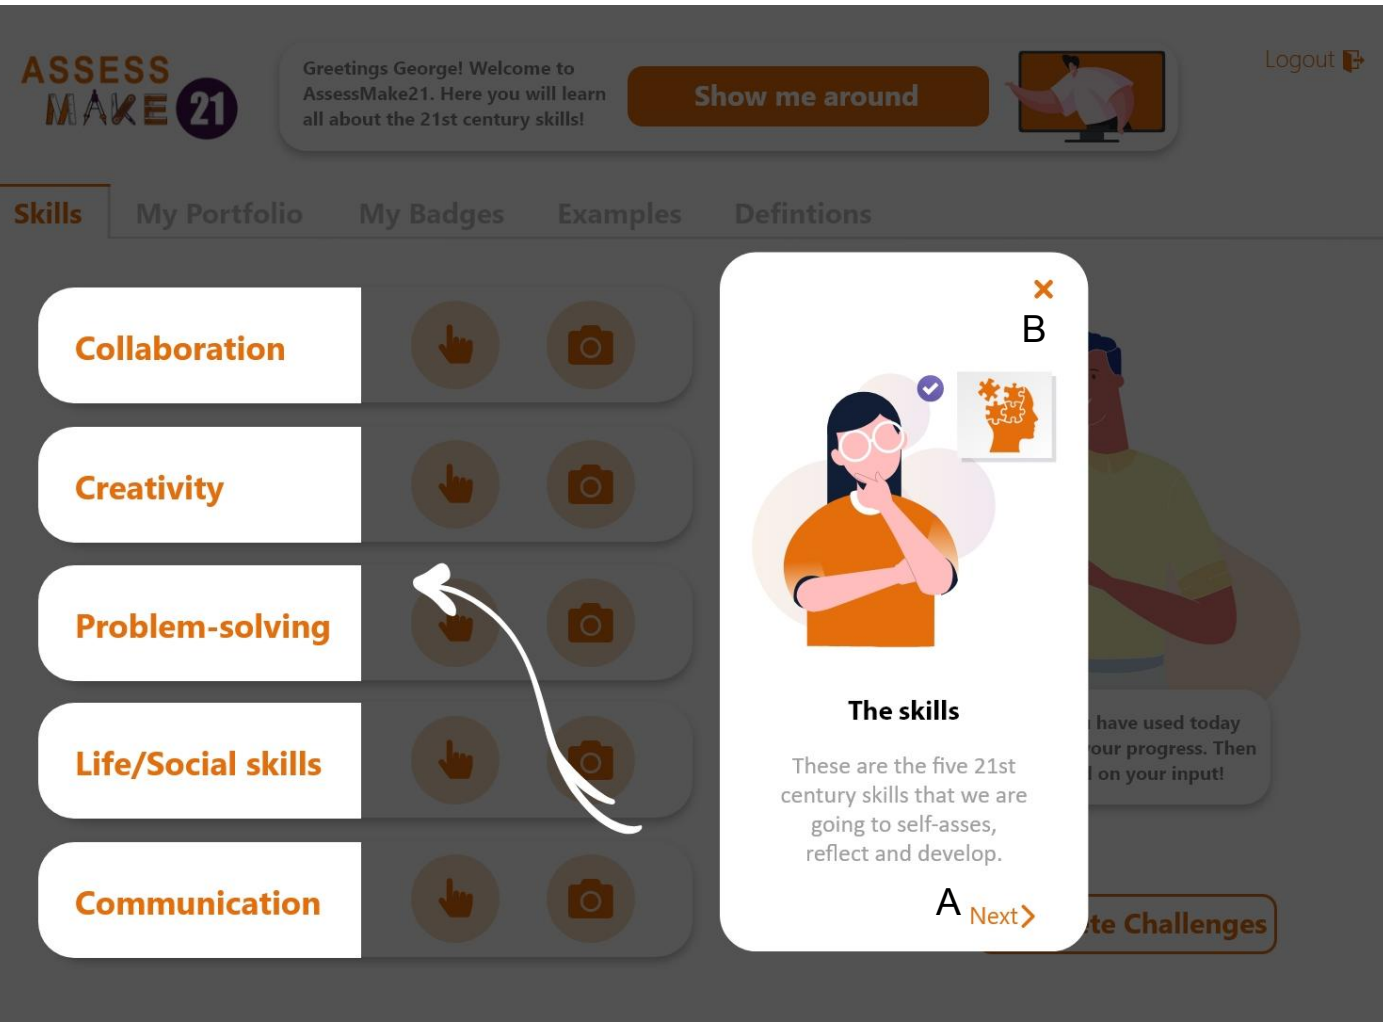 ASSESS
MAKE 21
Greetings George! Welcome to
AssessMake21. Here you will learn
all about the 21st century skills!
Show me around
Logout
Skills
My Portfolio
My Badges
Examples
Defintions
Collaboration
Creativity
Problem-solving
Life/Social skills
Communication
B
The skills
These are the five 21st
century skills that we are
going to self-asses,
reflect and develop.
A
Next
have used today
our progress. Then
on your input!
te Challenges